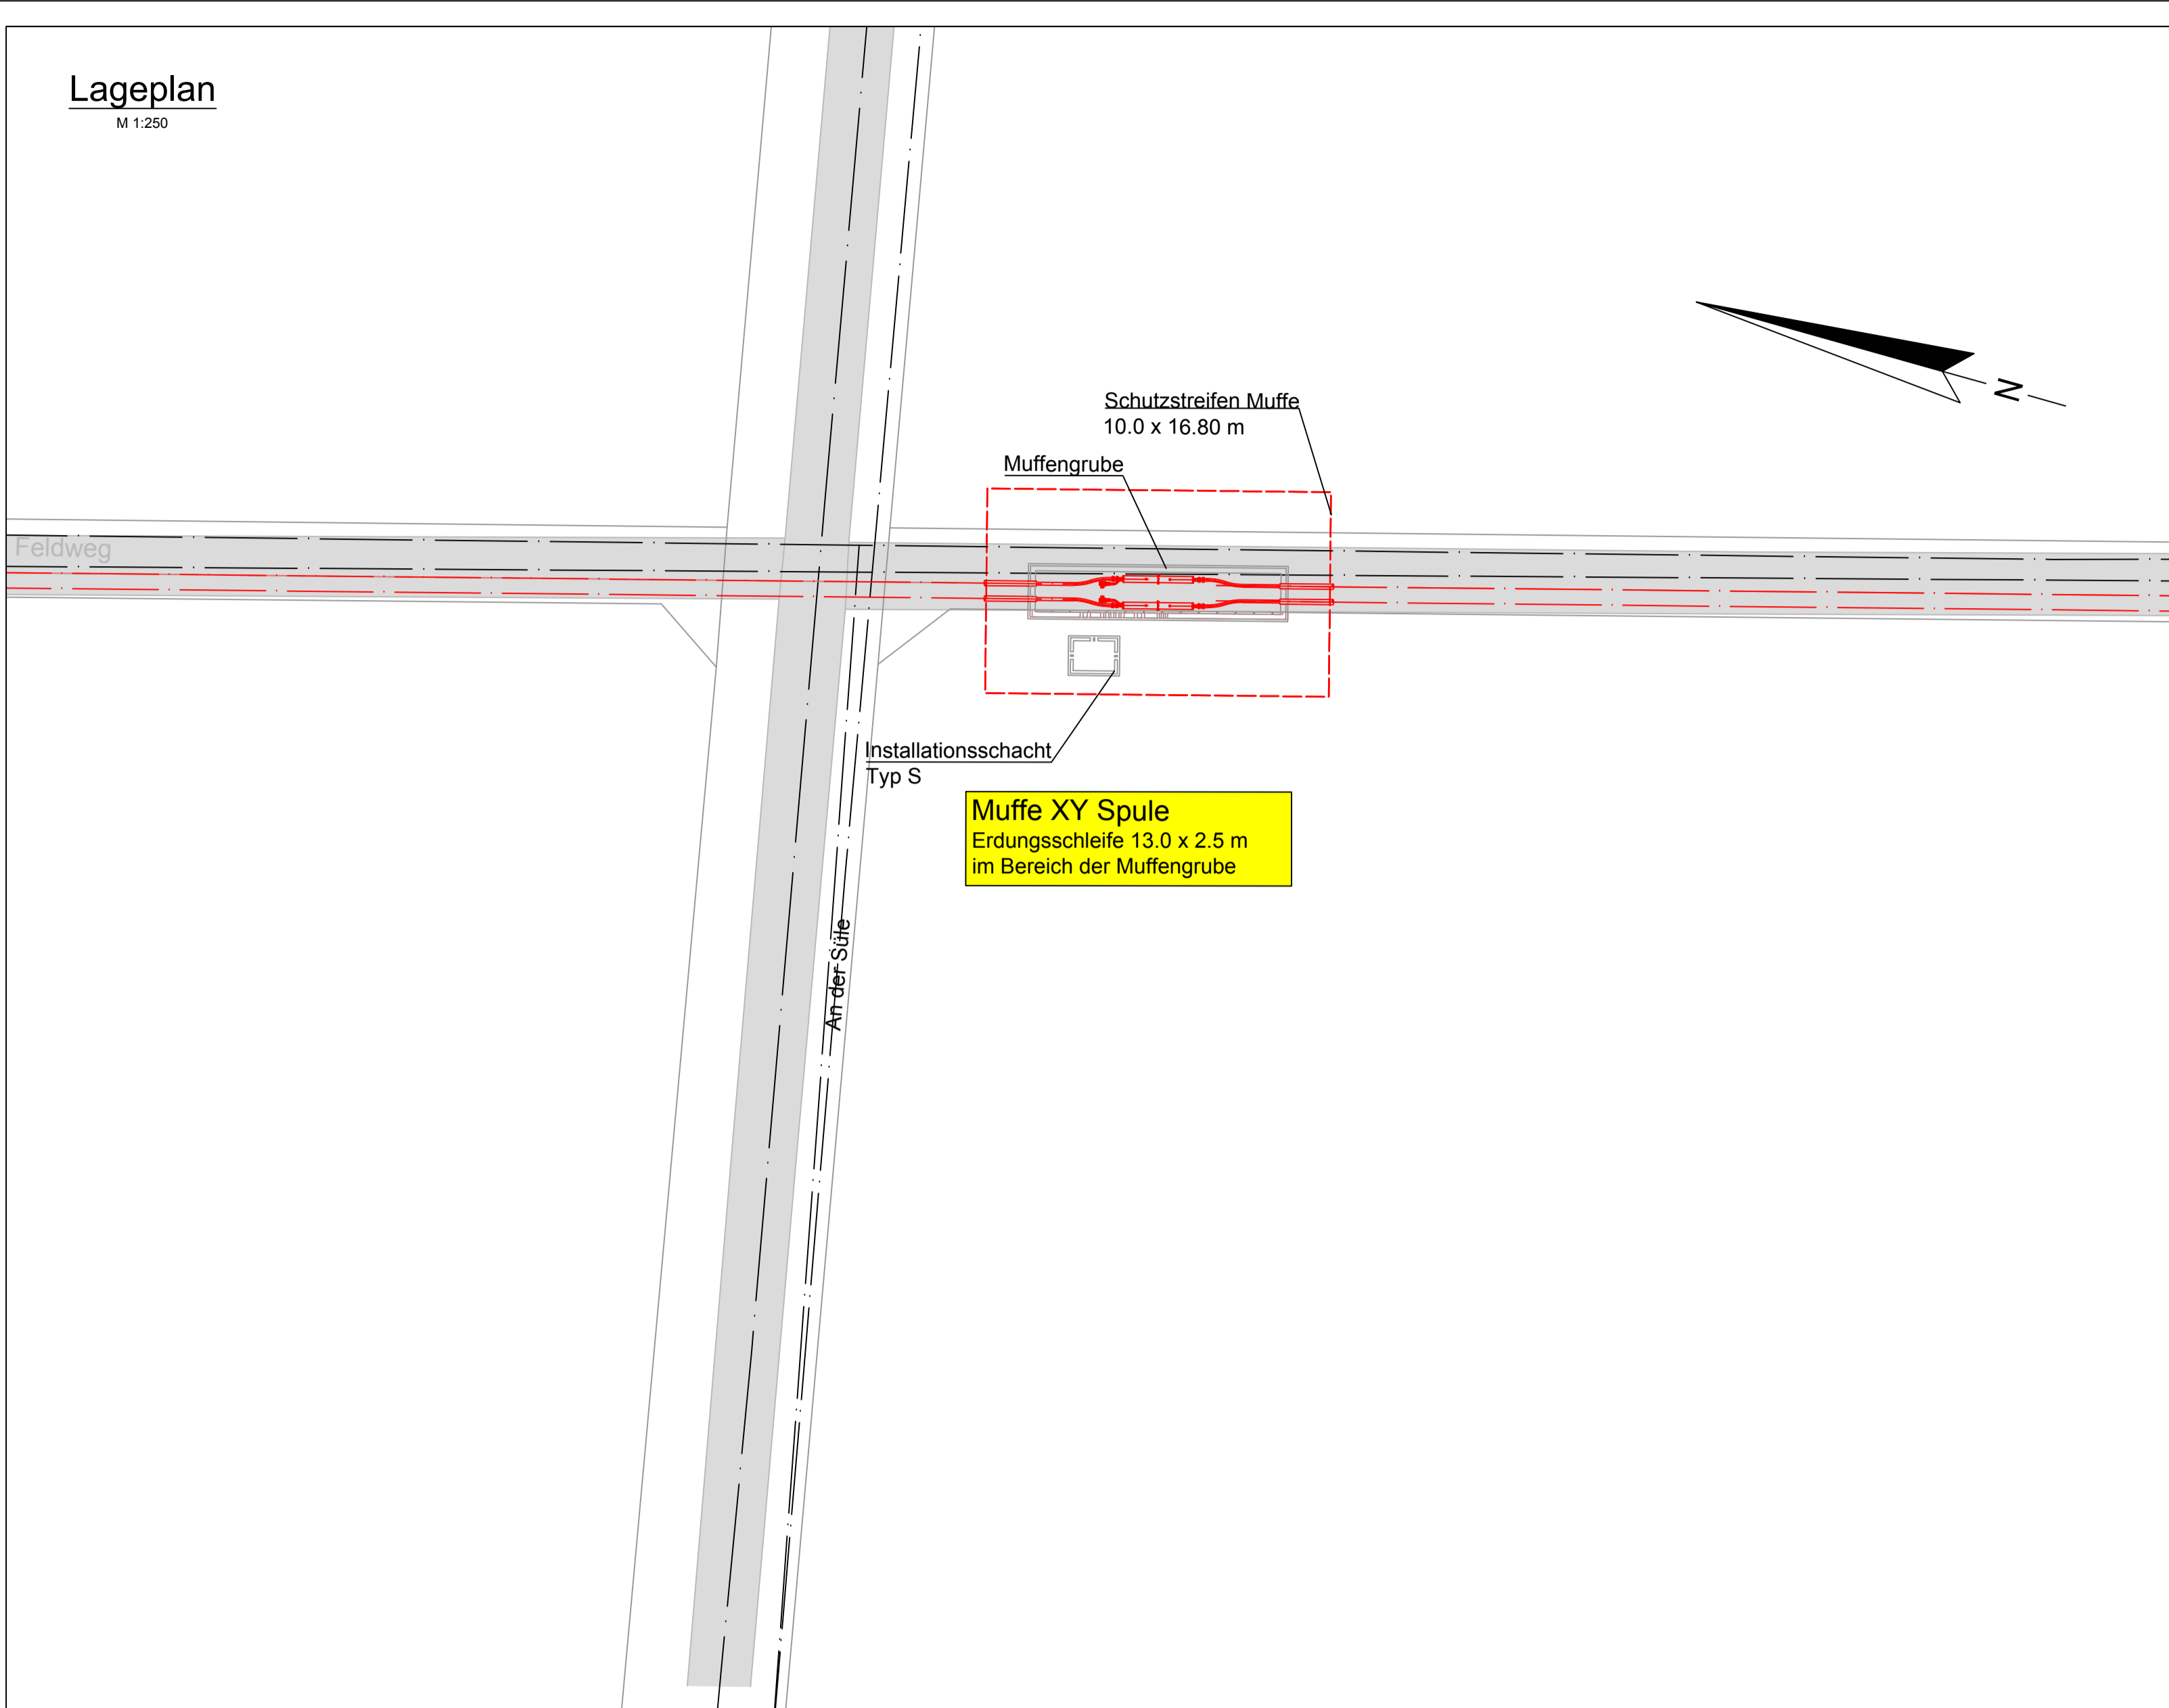 Lageplan
M 1:250
N
Schutzstreifen Muffe
10.0 x 16.80 m
Muffengrube
Feldweg
Installationsschacht
Typ S
Muffe XY Spule
Erdungsschleife 13.0 x 2.5 m
im Bereich der Muffengrube
An der Süle